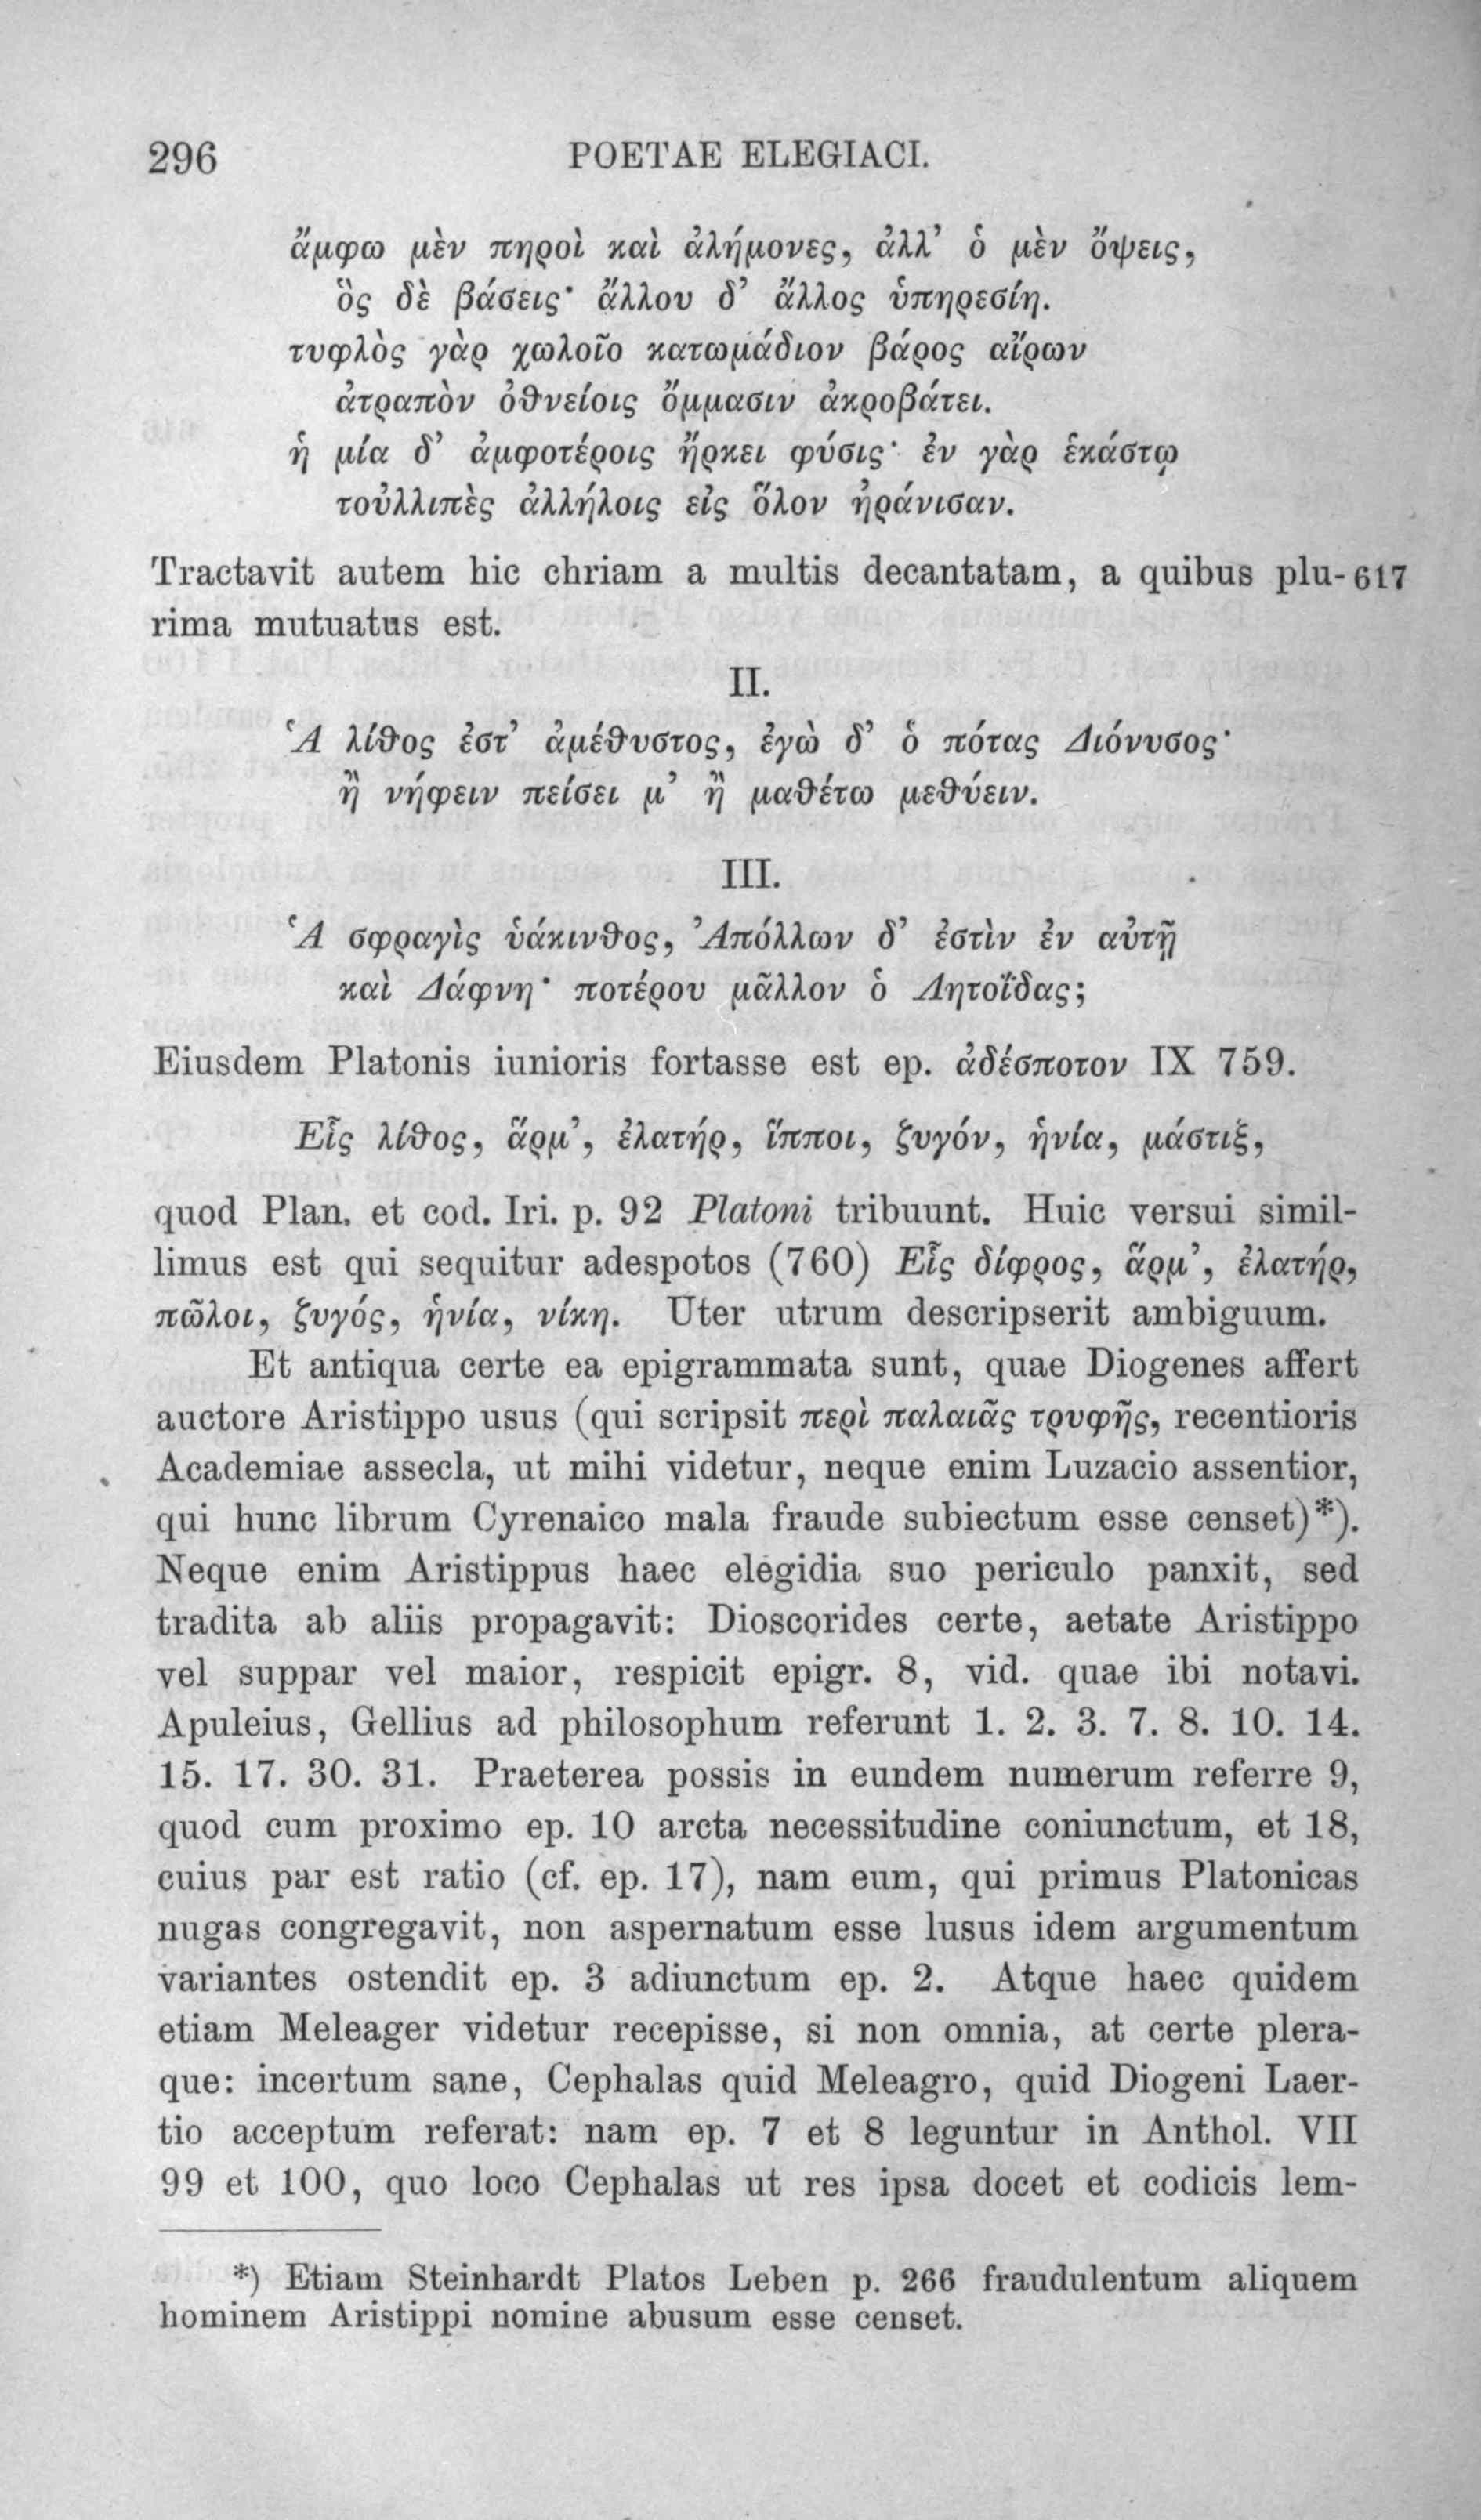 296 POETAE ELEGIACI.
ἄμφω μὲν πηροὶ καὶ ἀλήμονες, ἀλλ’ ὁ μὲν ὄψεις,
ὃς δὲ βάσεις· ἄλλου δ’ ἄλλος ὑπηρεσίη.
τυφλὸς γὰρ χωλοῖο κατωμάδιον βάρος αἴρων
ἀτραπὸν ὀθνείοις ὄμμασιν ἀκροβάτει.
ἡ μία δ’ ἀμφοτέροις ἤρκει φύσις· ἐν γὰρ ἑκάστῳ
τοὐλλιπὲς ἀλλήλοις εἰς ὅλον ἠράνισαν.
Tractavit autem hic chriam a multis decantatam, a quibus plu- 617
rima mutuatus est.
II.
Ἁ λίθος ἐστ’ ἀμέθυστος, ἐγὼ δ’ ὁ πότας Διόνυσος·
ἢ νήφειν πείσει μ’ ἢ μαθέτω μεθύειν.
III.
Ἁ σφραγὶς ὑάκινθος, Ἀπόλλων δ’ ἐστὶν ἐν αὐτῇ
καὶ Δάφνη· ποτέρου μᾶλλον ὁ Λητοΐδας;
Eiusdem Platonis iunioris fortasse est ep. ἀδέσποτον IX 759.
Εἷς λίθος, ἅρμ’, ἐλατήρ, ἵπποι, ζυγόν, ἡνία, μάστιξ,
quod Plan. et cod. Iri. p. 92 Platoni tribuunt. Huic versui simil-
limus est qui sequitur adespotos (760) Εἷς δίφρος, ἅρμ’, ἐλατήρ,
πῶλοι, ζυγός, ἡνία, νίκη. Uter utrum descripserit ambiguum.
Et antiqua certe ea epigrammata sunt, quae Diogenes affert
auctore Aristippo usus (qui scripsit περὶ παλαιᾶς τρυφῆς, recentioris
Academiae assecla, ut mihi videtur, neque enim Luzacio assentior,
qui hunc librum Cyrenaico mala fraude subiectum esse censet)*).
Neque enim Aristippus haec elegidia suo periculo panxit, sed
tradita ab aliis propagavit: Dioscorides certe, aetate Aristippo
vel suppar vel maior, respicit epigr. 8, vid. quae ibi notavi.
Apuleius, Gellius ad philosophum referunt 1. 2. 3. 7. 8. 10. 14.
15. 17. 30. 31. Praeterea possis in eundem numerum referre 9,
quod cum proximo ep. 10 arcta necessitudine coniunctum, et 18,
cuius par est ratio (cf. ep. 17), nam eum, qui primus Platonicas
nugas congregavit, non aspernatum esse lusus idem argumentum
variantes ostendit ep. 3 adiunctum ep. 2. Atque haec quidem
etiam Meleager videtur recepisse, si non omnia, at certe plera-
que: incertum sane, Cephalas quid Meleagro, quid Diogeni Laer-
tio acceptum referat: nam ep. 7 et 8 leguntur in Anthol. VII
99 et 100, quo loco Cephalas ut res ipsa docet et codicis lem-
*) Etiam Steinhardt Platos Leben p. 266 fraudulentum aliquem
hominem Aristippi nomine abusum esse censet.